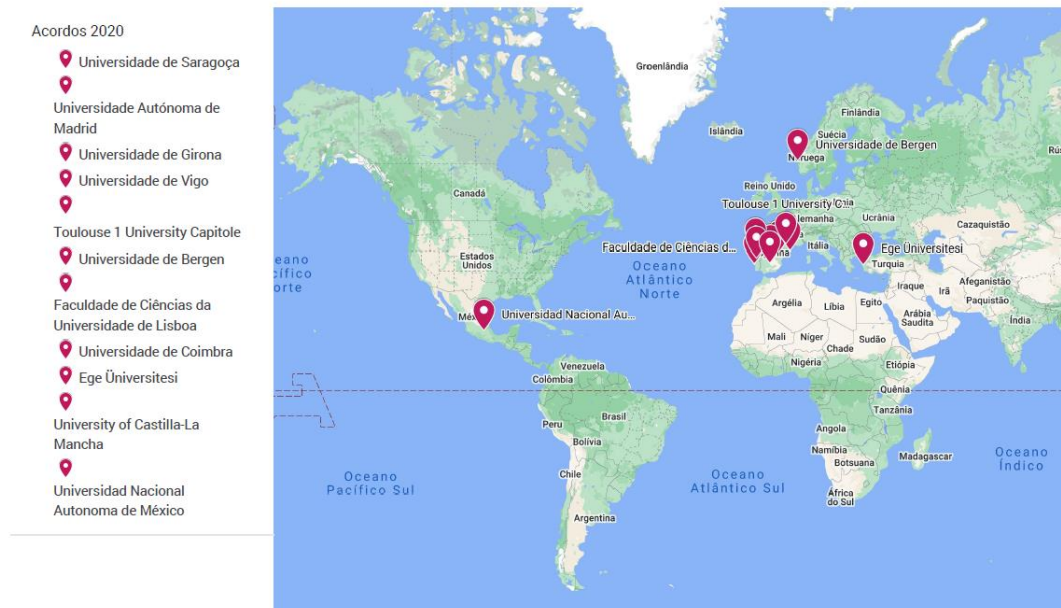 Acordos 2020
Universidade de Saragoça
Universidade Autónoma de
Madrid
Universidade de Girona
Universidade de Vigo
Toulouse 1 University Capitole
Universidade de Bergen
Faculdade de Ciências da
Universidade de Lisboa
Universidade de Coimbra
Ege Üniversitesi
University of Castilla-La
Mancha
Universidad Nacional
Autonoma de México
Groenlândia
Islândia
Finlândia
Suécia
Universidade de Bergen
Noruega
Canadá
Reino Unido
Toulouse 1 University C...
Ucrânia
Cazaquistão
Faculdade de Ciências d...
Itália
Ege Üniversitesi
Turquia
Estados
Unidos
Oceano
Atlântico
Norte
Iraque
Irã
Afeganistão
Paquistão
Argélia
Líbia
Egito
Arábia
Saudita
Índia
Universidad Nacional Au...
Mali
Níger
Chade
Sudão
Nigéria
Etiópia
Venezuela
Colômbia
Quênia
Tanzânia
Brasil
Peru
Bolívia
Angola
Namíbia
Botsuana
Madagascar
Chile
Oceano
Pacífico Sul
Oceano
Atlântico Sul
Oceano
Índico
África
do Sul
Argentina